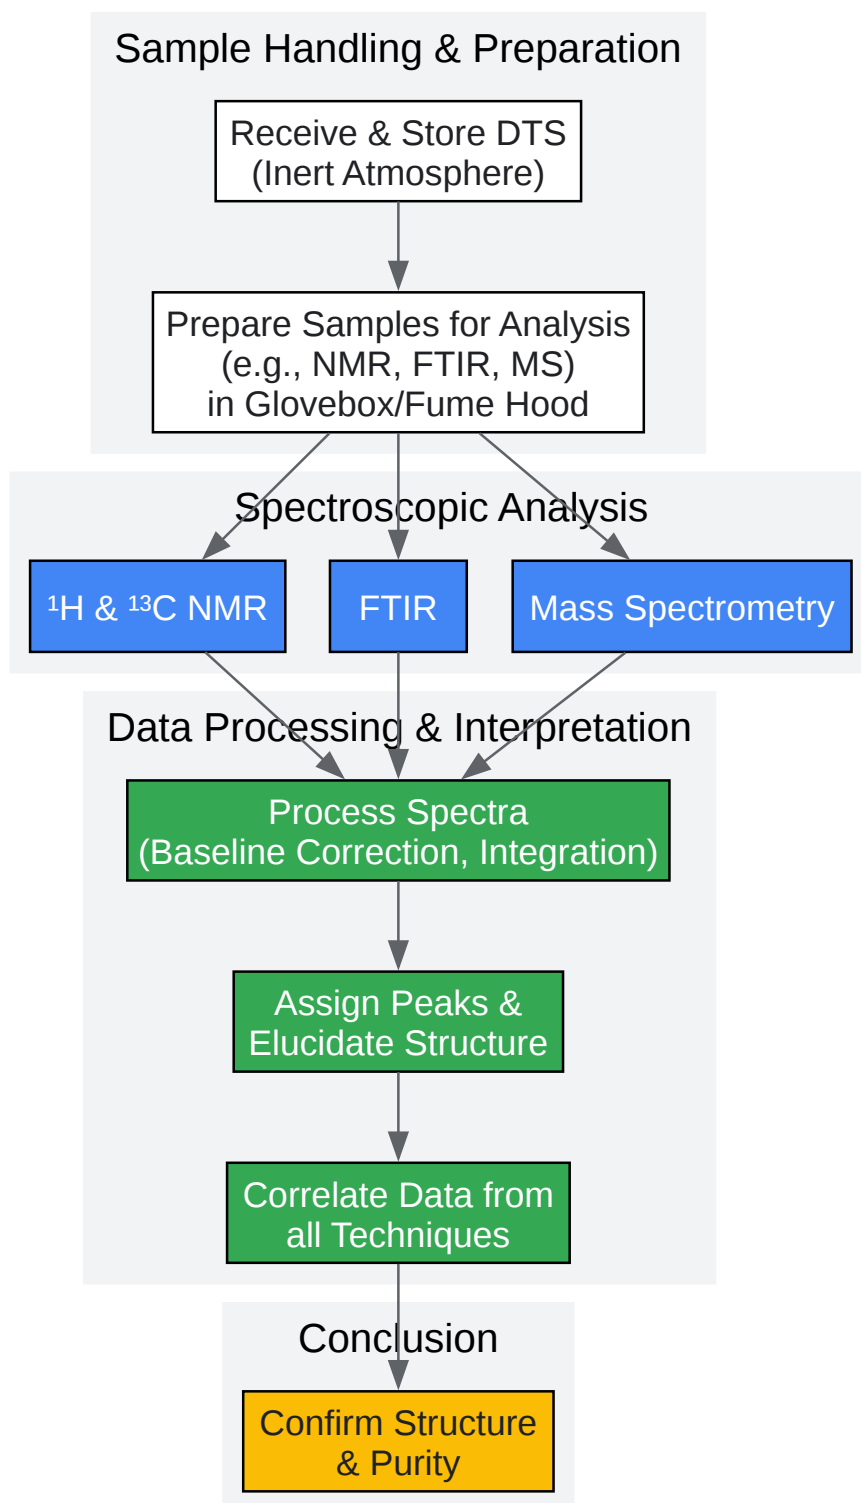 Sample Handling & Preparation
Receive & Store DTS
(Inert Atmosphere)
Prepare Samples for Analysis
(e.g., NMR, FTIR, MS)
in Glovebox/Fume Hood
Spectroscopic Analysis
¹H & ¹³C NMR
FTIR
Mass Spectrometry
Data Processing & Interpretation
Process Spectra
(Baseline Correction, Integration)
Assign Peaks &
Elucidate Structure
Correlate Data from
all Techniques
Conclusion
Confirm Structure
& Purity